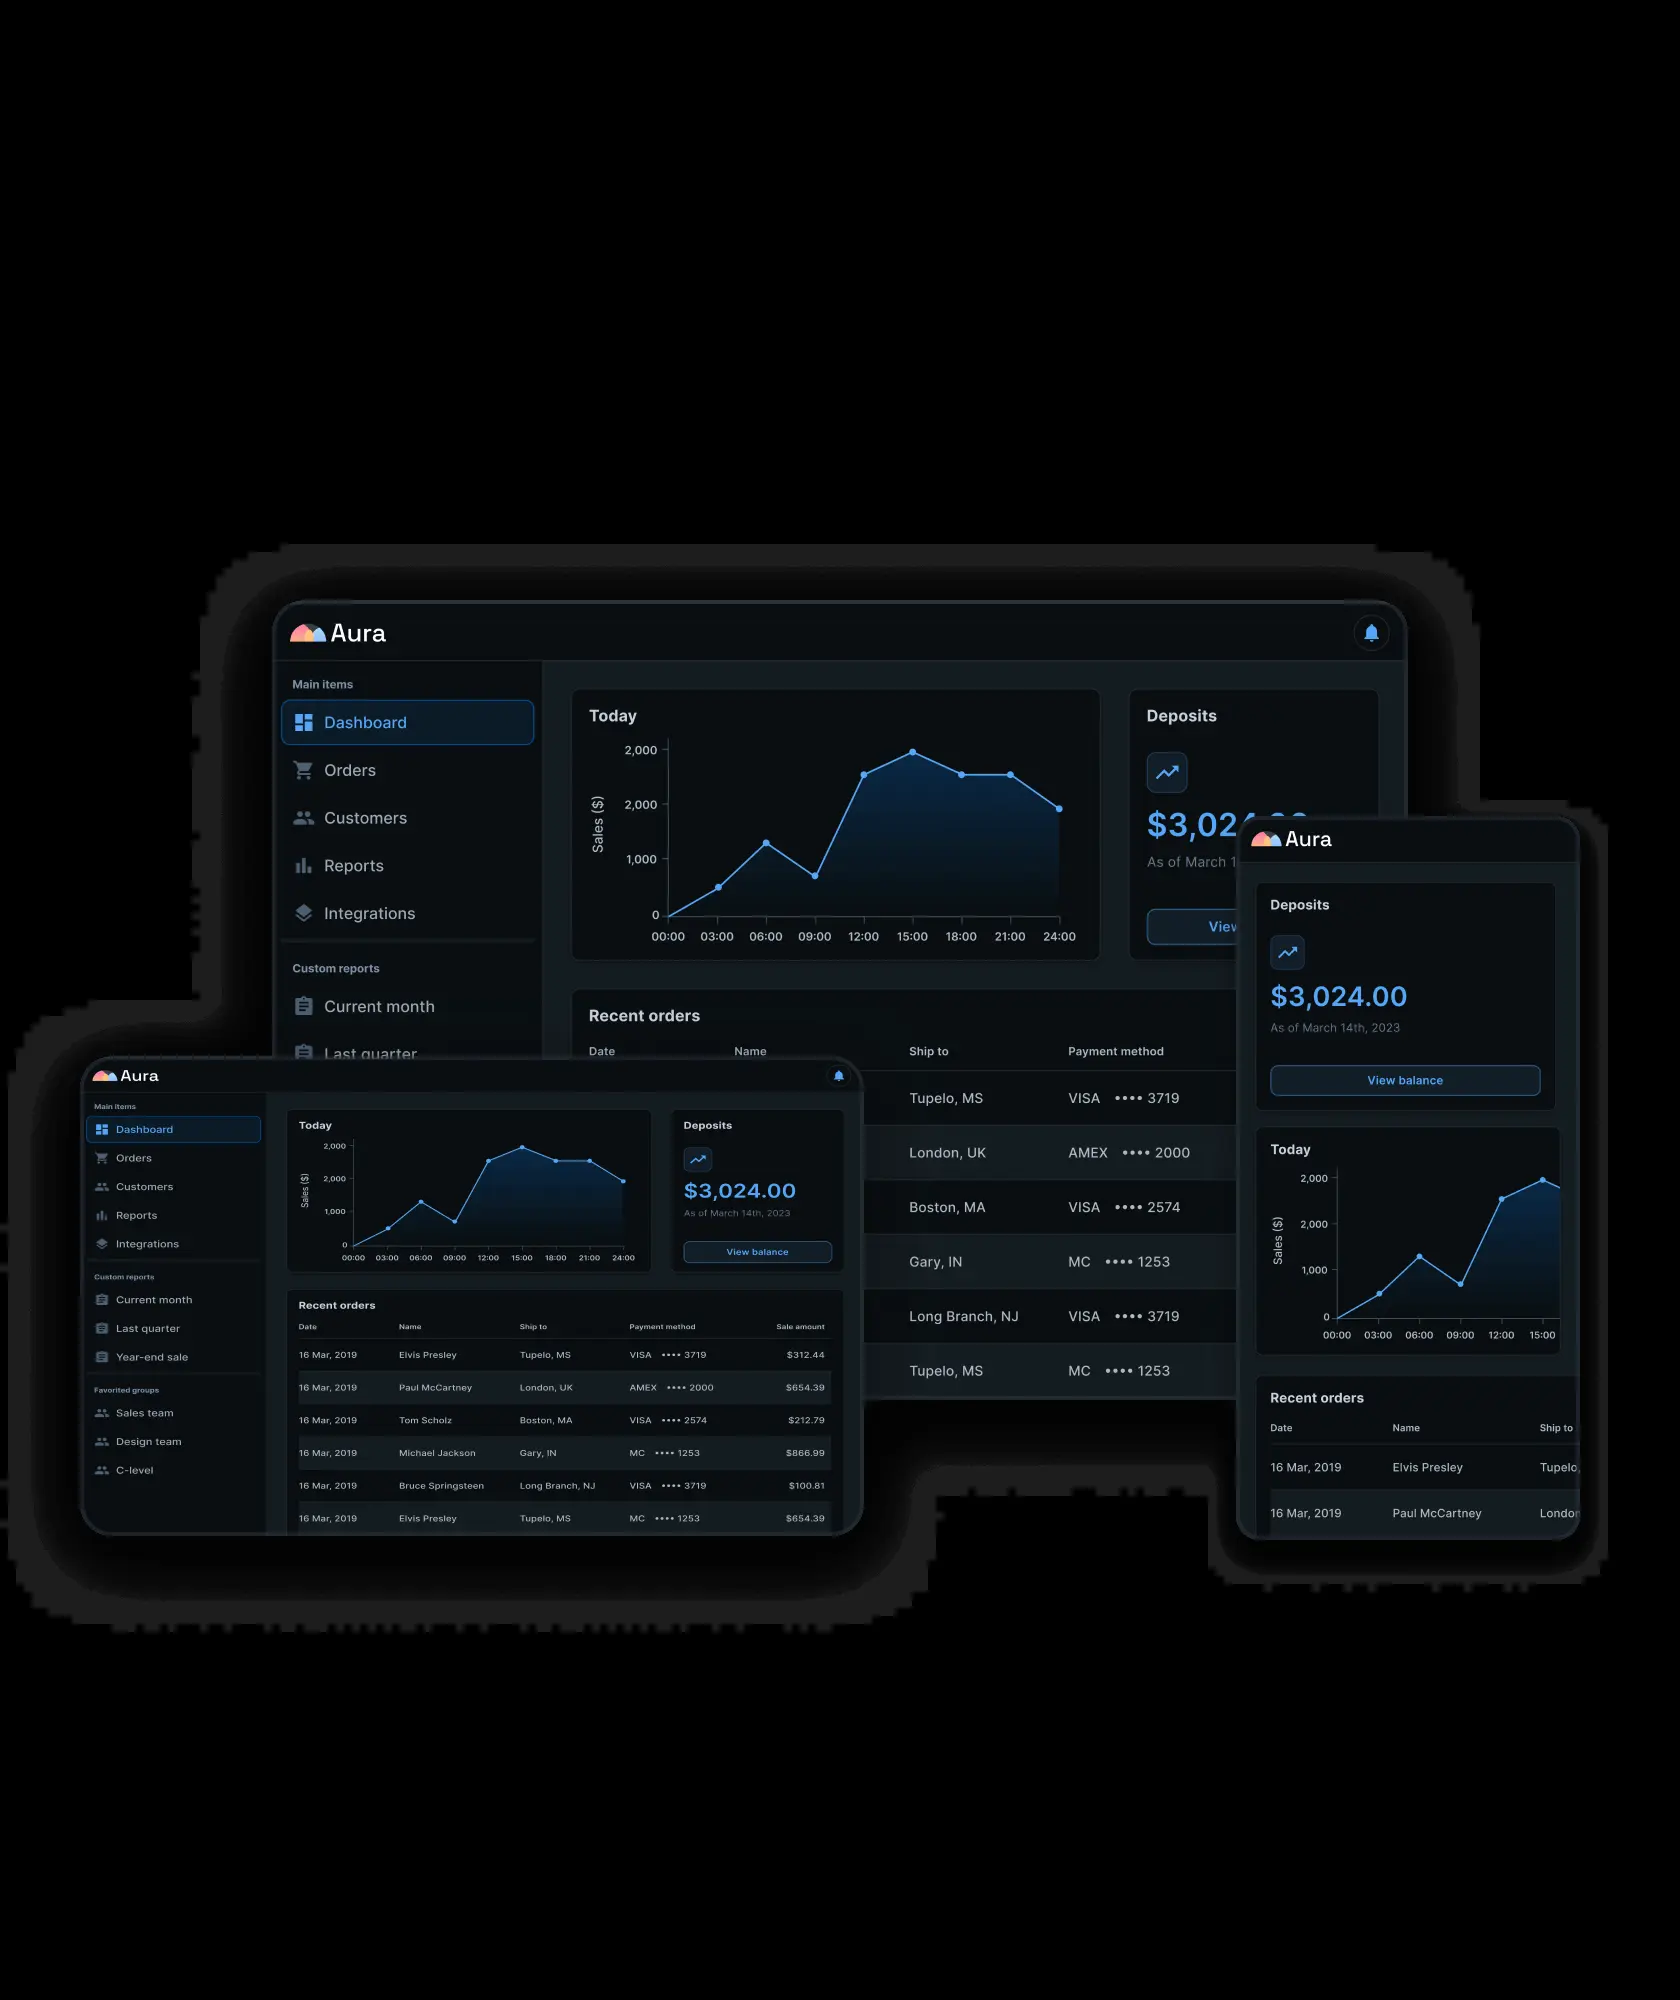 Aura
Main items
Dashboard
Orders
Customers
Reports
Integrations
Custom reports
Current month
Last quarter
Today
2,000
2,000
1,000
0
Sales ($)
00:00 03:00 06:00 09:00 12:00 15:00 18:00 21:00 24:00
Deposits
$3,02
As of March 1
View
Recent orders
Date Name Ship to Payment method
Tupelo, MS VISA •••• 3719
London, UK AMEX •••• 2000
Boston, MA VISA •••• 2574
Gary, IN MC •••• 1253
Long Branch, NJ VISA •••• 3719
Tupelo, MS MC •••• 1253
Aura
Main items
Dashboard
Orders
Customers
Reports
Integrations
Custom reports
Current month
Last quarter
Year-end sale
Favorited groups
Sales team
Design team
C-level
Today
2,000
2,000
1,000
0
Sales ($)
00:00 03:00 06:00 09:00 12:00 15:00 18:00 21:00 24:00
Deposits
$3,024.00
As of March 14th, 2023
View balance
Recent orders
Date Name Ship to Payment method Sale amount
16 Mar, 2019 Elvis Presley Tupelo, MS VISA •••• 3719 $312.44
16 Mar, 2019 Paul McCartney London, UK AMEX •••• 2000 $654.39
16 Mar, 2019 Tom Scholz Boston, MA VISA •••• 2574 $212.79
16 Mar, 2019 Michael Jackson Gary, IN MC •••• 1253 $866.99
16 Mar, 2019 Bruce Springsteen Long Branch, NJ VISA •••• 3719 $100.81
16 Mar, 2019 Elvis Presley Tupelo, MS MC •••• 1253 $654.39
Aura
Deposits
$3,024.00
As of March 14th, 2023
View balance
Today
2,000
2,000
1,000
0
Sales ($)
00:00 03:00 06:00 09:00 12:00 15:00
Recent orders
Date Name Ship to
16 Mar, 2019 Elvis Presley Tupelo,
16 Mar, 2019 Paul McCartney London